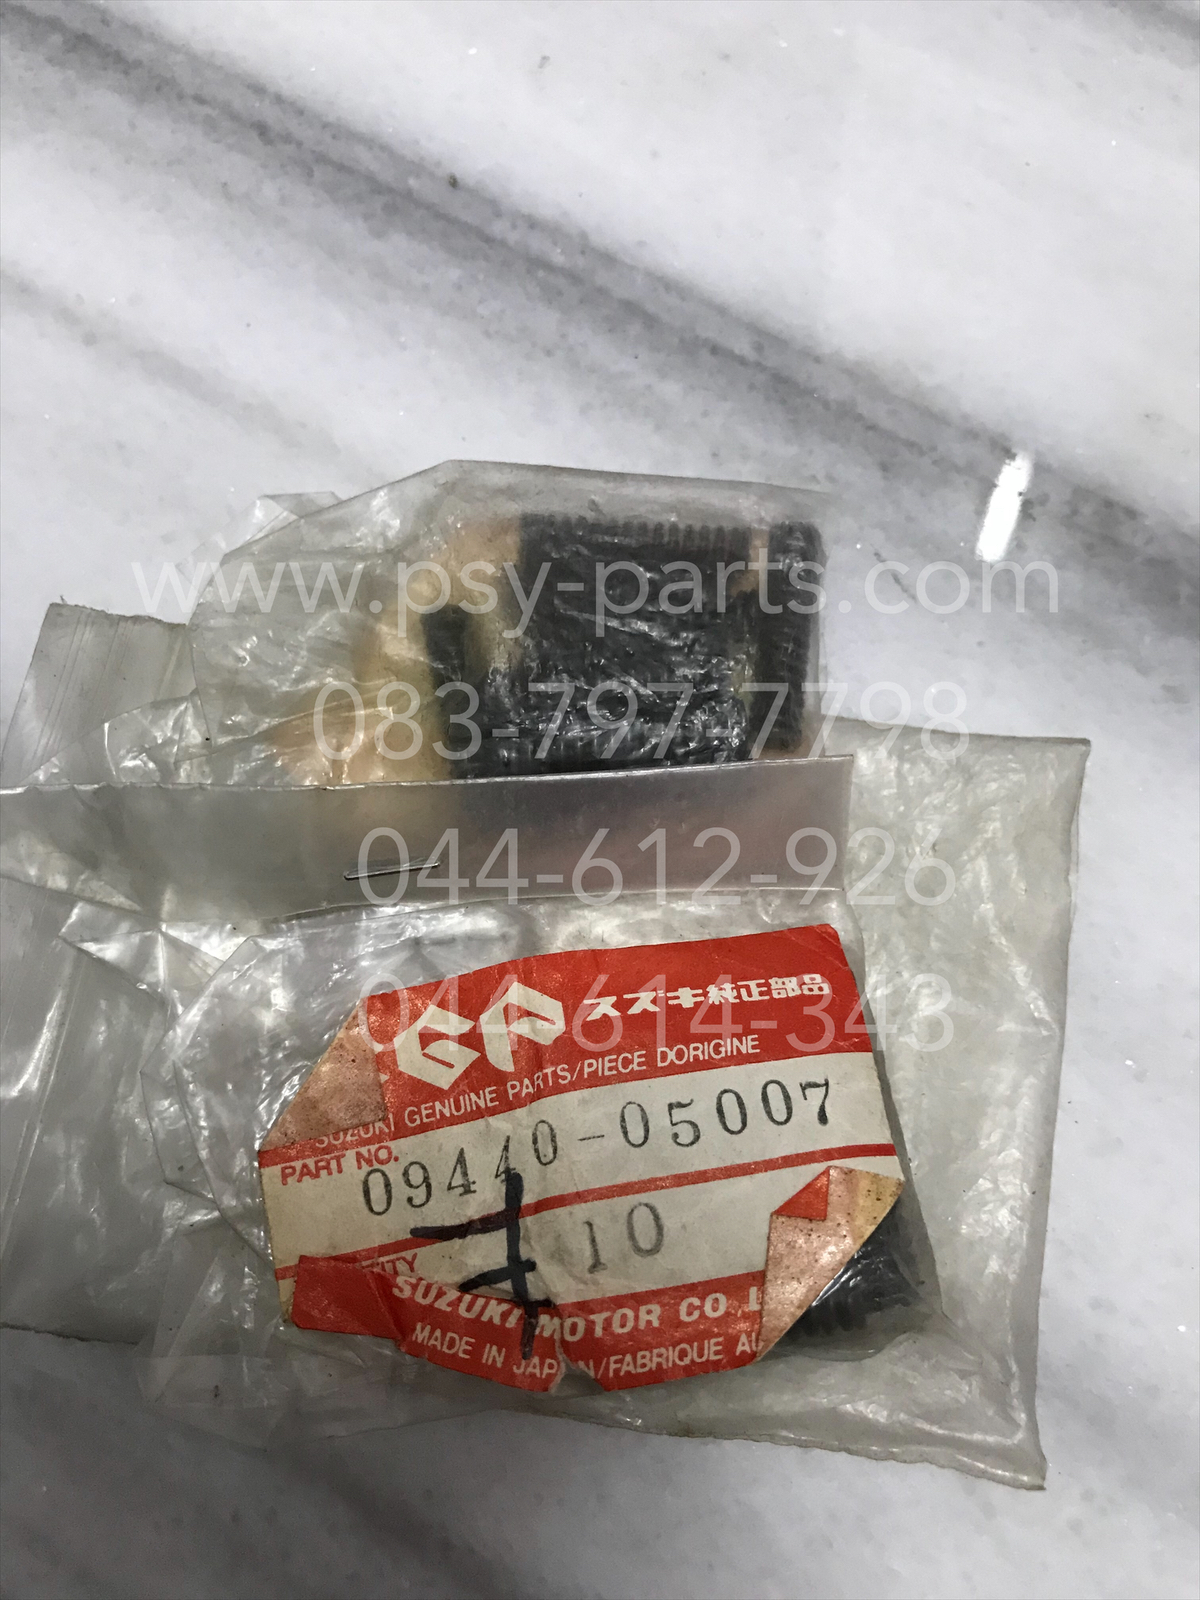 www.psy-parts.com
083-797-7798
044-612-926
044-614-343
GP スズキ純正部品
SUZUKI GENUINE PARTS/PIECE DORIGINE
PART NO.
09440-05007
10
SUZUKI MOTOR CO
MADE IN JAPAN/FABRIQUE AU